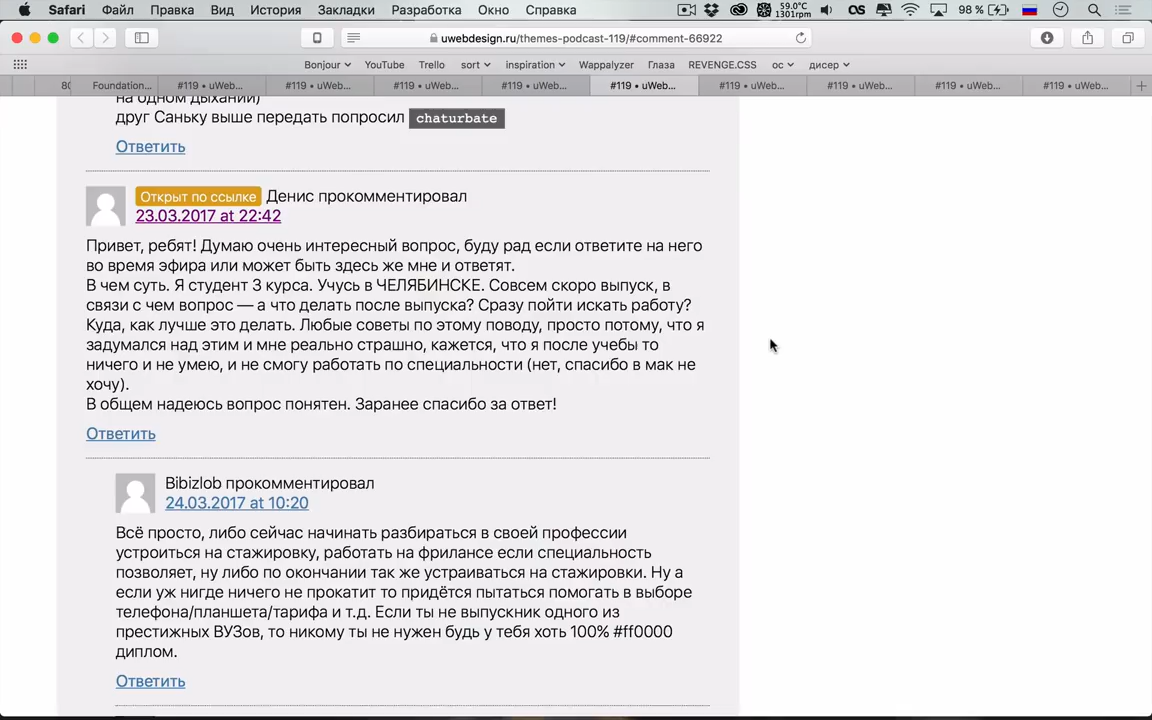 Safari Файл Правка Вид История Закладки Разработка Окно Справка 59.0°C 1301rpm 98 %
uwebdesign.ru/themes-podcast-119/#comment-66922
Bonjour YouTube Trello sort inspiration Wappalyzer Глаза REVENGE.CSS ос дисер
80 Foundation... #119 • uWeb... #119 • uWeb... #119 • uWeb... #119 • uWeb... #119 • uWeb... #119 • uWeb... #119 • uWeb... #119 • uWeb... #119 • uWeb...
на одном дыхании)
друг Саньку выше передать попросил chaturbate
Ответить
Открыт по ссылке Денис прокомментировал
23.03.2017 at 22:42
Привет, ребят! Думаю очень интересный вопрос, буду рад если ответите на него
во время эфира или может быть здесь же мне и ответят.
В чем суть. Я студент 3 курса. Учусь в ЧЕЛЯБИНСКЕ. Совсем скоро выпуск, в
связи с чем вопрос — а что делать после выпуска? Сразу пойти искать работу?
Куда, как лучше это делать. Любые советы по этому поводу, просто потому, что я
задумался над этим и мне реально страшно, кажется, что я после учебы то
ничего и не умею, и не смогу работать по специальности (нет, спасибо в мак не
хочу).
В общем надеюсь вопрос понятен. Заранее спасибо за ответ!
Ответить
Bibizlob прокомментировал
24.03.2017 at 10:20
Всё просто, либо сейчас начинать разбираться в своей профессии
устроиться на стажировку, работать на фрилансе если специальность
позволяет, ну либо по окончании так же устраиваться на стажировки. Ну а
если уж нигде ничего не прокатит то придётся пытаться помогать в выборе
телефона/планшета/тарифа и т.д. Если ты не выпускник одного из
престижных ВУЗов, то никому ты не нужен будь у тебя хоть 100% #ff0000
диплом.
Ответить